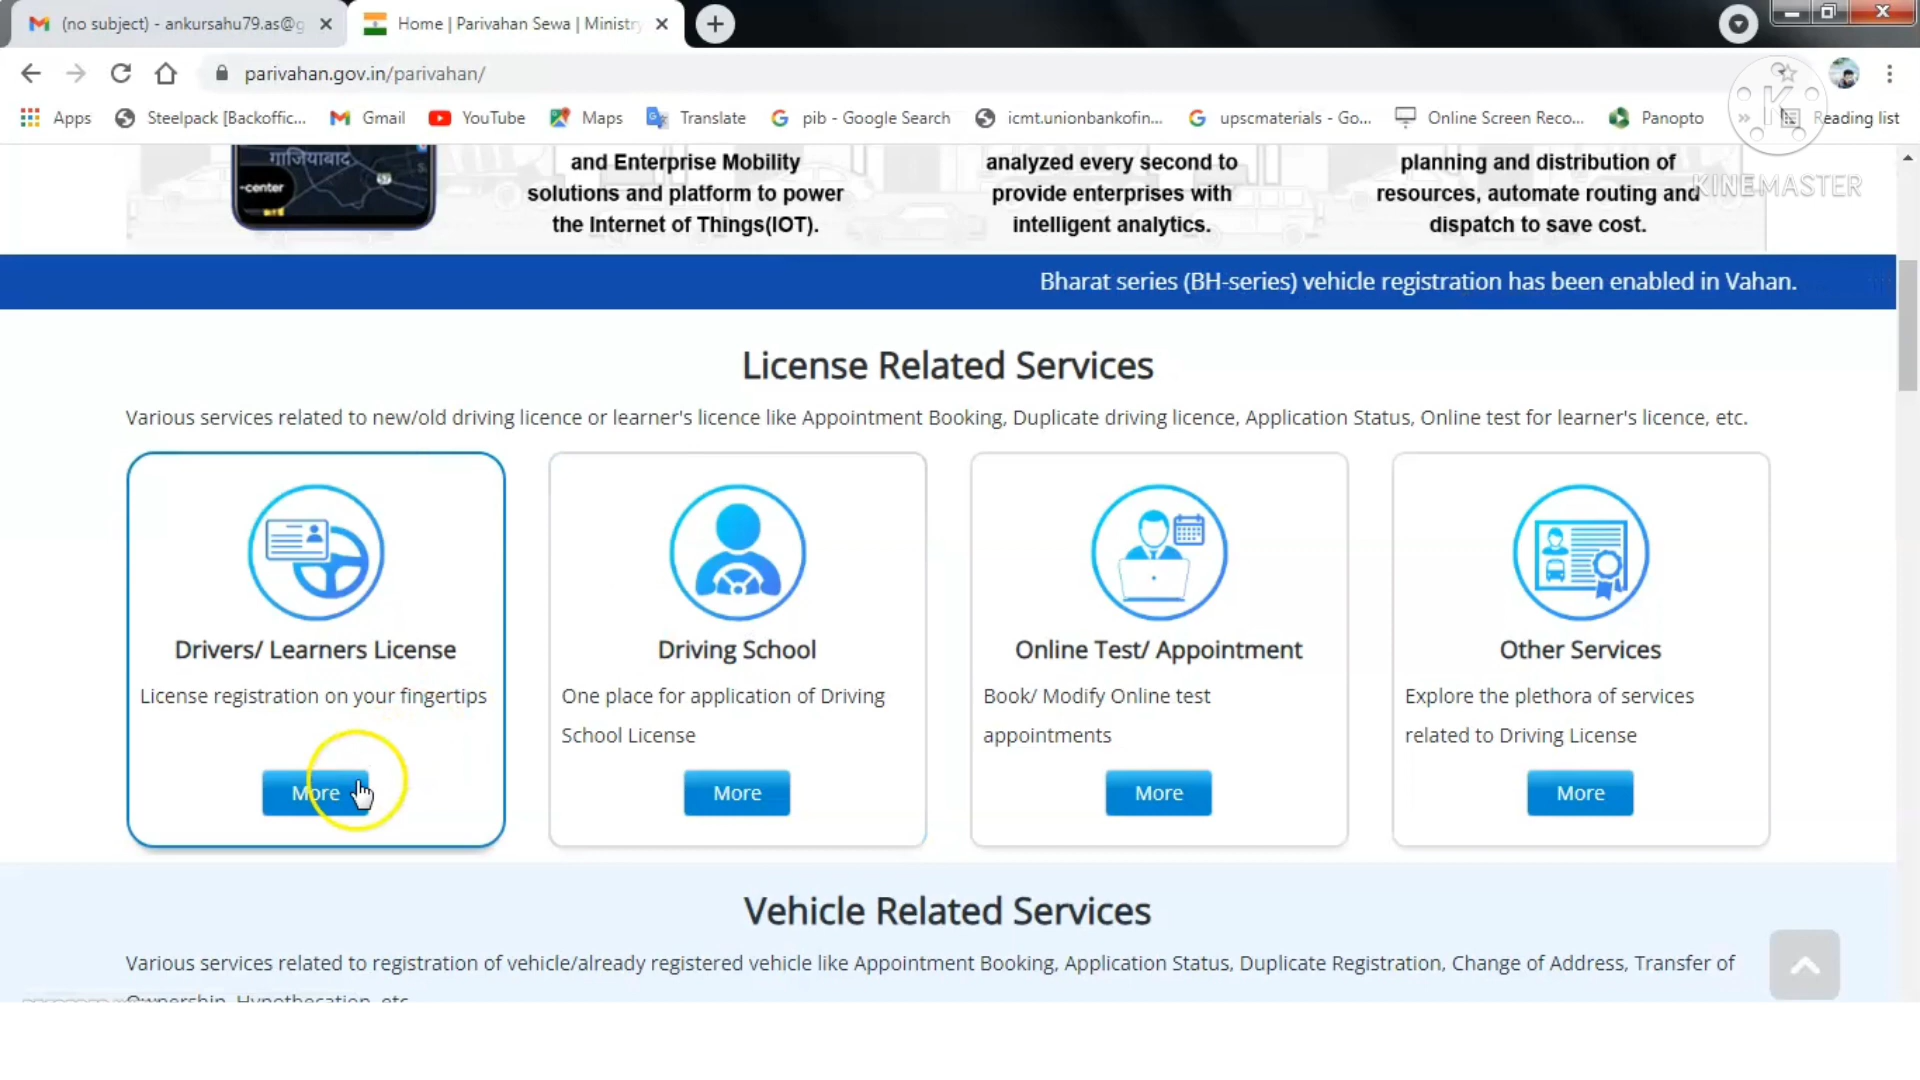 (no subject) - ankursahu79.as@g
Home | Parivahan Sewa | Ministry
parivahan.gov.in/parivahan/
Apps
Steelpack [Backoffic...
Gmail
YouTube
Maps
Translate
pib - Google Search
icmt.unionbankofin...
upscmaterials - Go...
Online Screen Reco...
Panopto
»
Reading list
K
KINEMASTER
गाजियाबाद
-center
and Enterprise Mobility
solutions and platform to power
the Internet of Things(IOT).
analyzed every second to
provide enterprises with
intelligent analytics.
planning and distribution of
resources, automate routing and
dispatch to save cost.
Bharat series (BH-series) vehicle registration has been enabled in Vahan.
License Related Services
Various services related to new/old driving licence or learner's licence like Appointment Booking, Duplicate driving licence, Application Status, Online test for learner's licence, etc.
Drivers/ Learners License
License registration on your fingertips
More
Driving School
One place for application of Driving
School License
More
Online Test/ Appointment
Book/ Modify Online test
appointments
More
Other Services
Explore the plethora of services
related to Driving License
More
Vehicle Related Services
Various services related to registration of vehicle/already registered vehicle like Appointment Booking, Application Status, Duplicate Registration, Change of Address, Transfer of
Ownership, Hypothecation, etc.